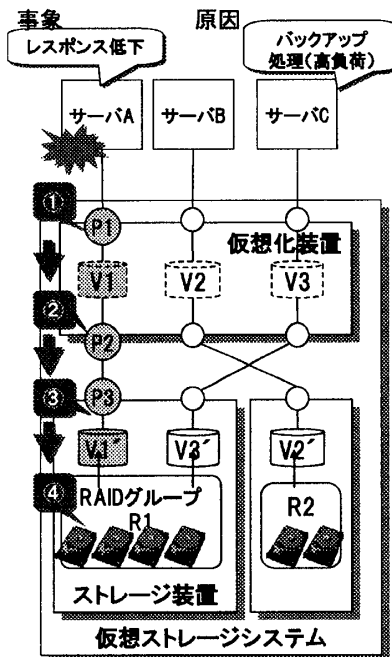 事象
原因
レスポンス低下
バックアップ
処理(高負荷)
サーバA
サーバB
サーバC
①
P1
仮想化装置
V1
V2
V3
②
P2
③
P3
V1´
V3´
V2´
④
RAIDグループ
R1
R2
ストレージ装置
仮想ストレージシステム